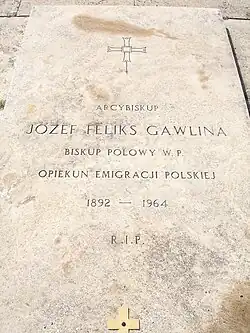 ARCYBISKUP
JÓZEF FELIKS GAWLINA
BISKUP POLOWY W.P.
OPIEKUN EMIGRACJI POLSKIEJ
1892 — 1964
R.I.P.